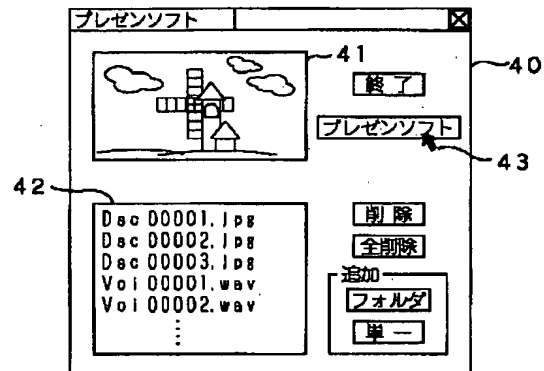 プレゼンソフト
41
40
終了
プレゼンソフト
43
42
Dsc00001.jpg
Dsc00002.jpg
Dsc00003.jpg
Voi00001.wav
Voi00002.wav
削除
全削除
追加
フォルダ
単一